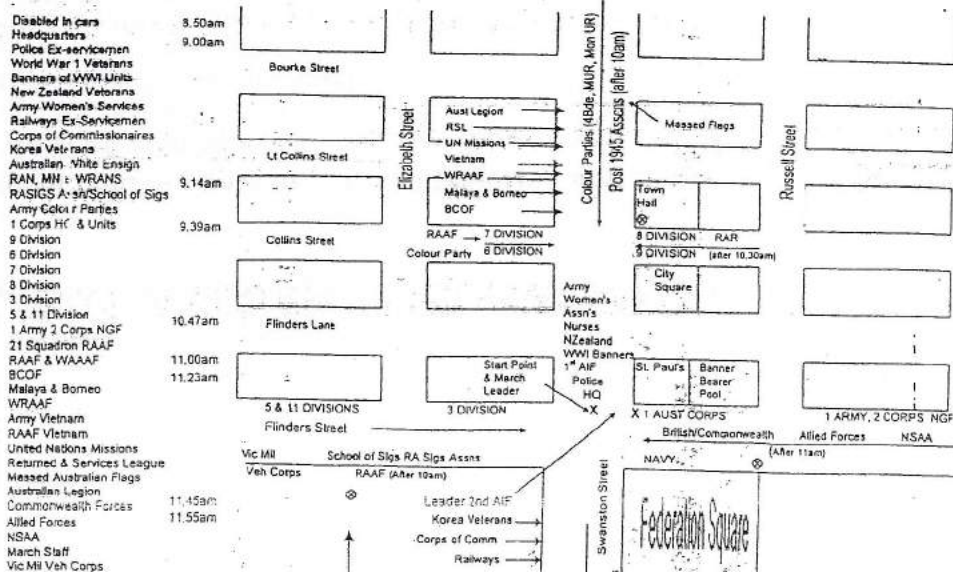 Disabled in cars 8.50am
Headquarters 9.00am
Police Ex-servicemen
World War 1 Veterans
Banners of WW1 Units
New Zealand Veterans
Army Women's Services
Railways Ex-Servicemen
Corps of Commissionaires
Korea Veterans
Australian White Ensign
RAN, MN & WRANS 9.14am
RASIGS Assn/School of Sigs
Army Colour Parties
1 Corps HQ & Units 9.39am
9 Division
6 Division
7 Division
8 Division
3 Division
5 & 11 Division
1 Army 2 Corps NGF 10.47am
21 Squadron RAAF
RAAF & WAAAF 11.00am
BCOF 11.23am
Malaya & Borneo
WRAAF
Army Vietnam
RAAF Vietnam
United Nations Missions
Returned & Services League
Massed Australian Flags
Australian Legion
Commonwealth Forces 11.45am
Allied Forces 11.55am
NSAA
March Staff
Vic Mil Veh Corps
Bourke Street
Lt Collins Street
Collins Street
Flinders Lane
5 & 11 DIVISIONS
Flinders Street
Elizabeth Street
Aust Legion
RSL
UN Missions
Vietnam
WRAAF
Malaya & Borneo
BCOF
RAAF
7 DIVISION
Colour Party
6 DIVISION
Start Point
& March
Leader
3 DIVISION
Colour Parties (4Bde, MUR, Mon UR)
Post 1945 Asscns (after 10am)
Massed Flags
Russell Street
Town
Hall
8 DIVISION RAR
9 DIVISION (after 10.30am)
City
Square
Army
Women's
Assn's
Nurses
NZealand
WWI Banners
1st AIF
Police
HQ
X
St. Paul's
Banner
Bearer
Pool
X 1 AUST CORPS
1 ARMY, 2 CORPS NGF
British/Commonwealth Allied Forces NSAA
(After 11am)
NAVY
Vic Mil
Veh Corps
School of Sigs RA Sigs Assns
RAAF (After 10am)
Leader 2nd AIF
Korea Veterans
Corps of Comm
Railways
Swanston Street
Federation Square